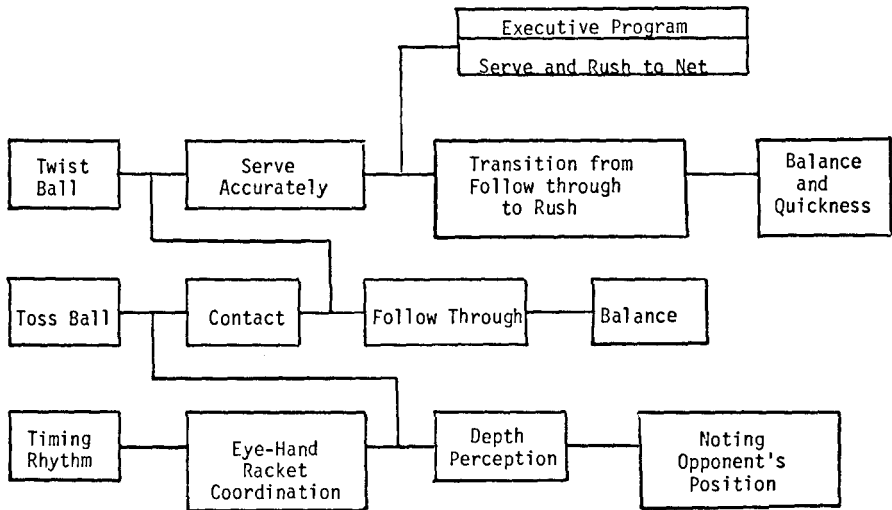 Executive Program
Serve and Rush to Net
Twist
Ball
Serve
Accurately
Transition from
Follow through
to Rush
Balance
and
Quickness
Toss Ball
Contact
Follow Through
Balance
Timing
Rhythm
Eye-Hand
Racket
Coordination
Depth
Perception
Noting
Opponent's
Position